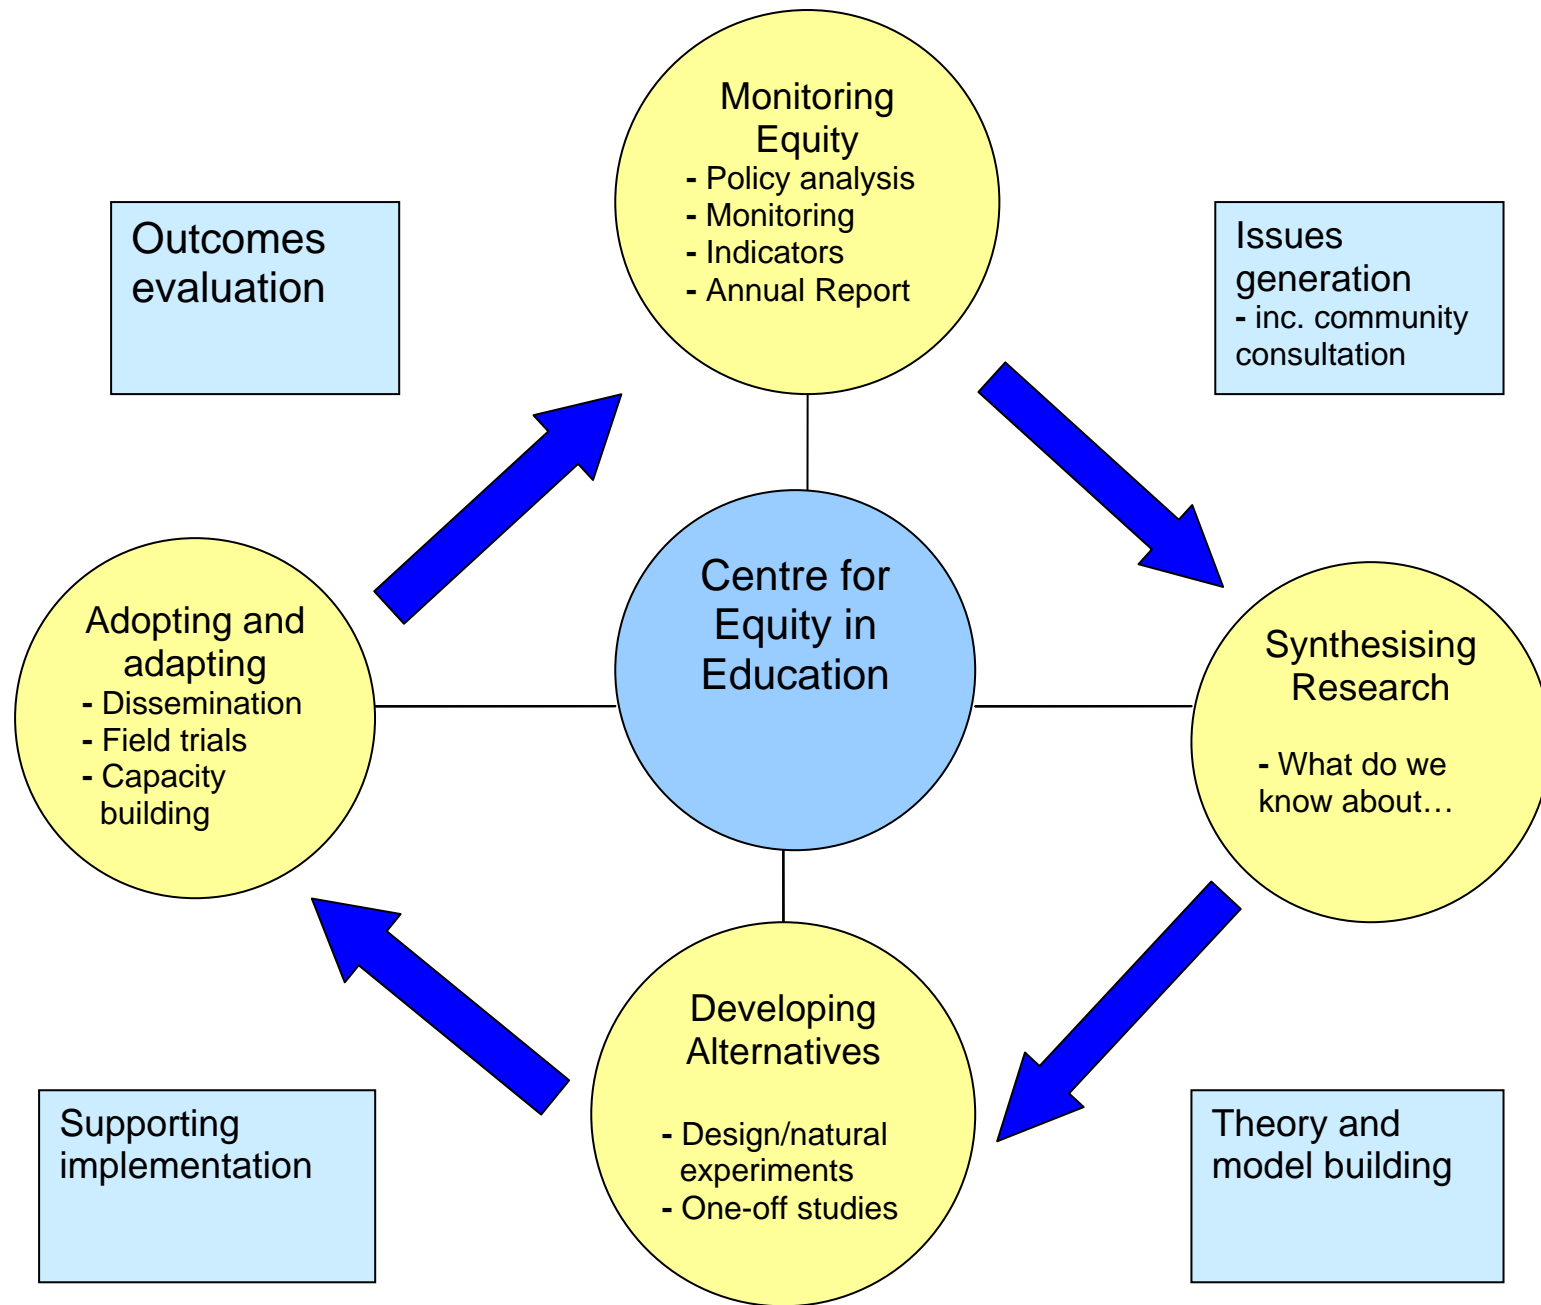 Monitoring
Equity
- Policy analysis
- Monitoring
- Indicators
- Annual Report
Outcomes
evaluation
Issues
generation
- inc. community
consultation
Centre for
Equity in
Education
Adopting and
adapting
- Dissemination
- Field trials
- Capacity
building
Synthesising
Research
- What do we
know about…
Developing
Alternatives
- Design/natural
experiments
- One-off studies
Supporting
implementation
Theory and
model building